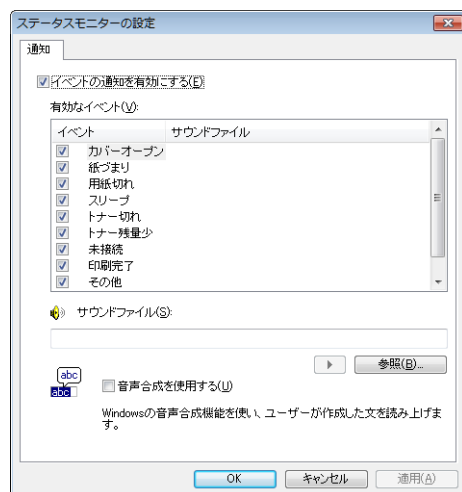 ステータスモニターの設定
通知
イベントの通知を有効にする(E)
有効なイベント(V):
イベント サウンドファイル
カバーオープン
紙づまり
用紙切れ
スリープ
トナー切れ
トナー残量少
未接続
印刷完了
その他
サウンドファイル(S):
参照(B)...
abc
abc
音声合成を使用する(U)
Windowsの音声合成機能を使い、ユーザーが作成した文を読み上げま
す。
OK キャンセル 適用(A)